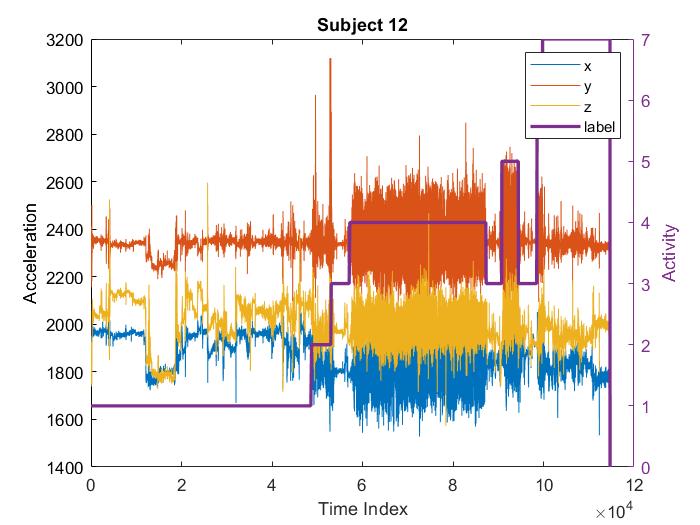 Subject 12
3200
3000
2800
2600
2400
2200
2000
1800
1600
1400
Acceleration
7
6
5
4
3
2
1
0
Activity
x
y
z
label
0 2 4 6 8 10 12
×10⁴
Time Index